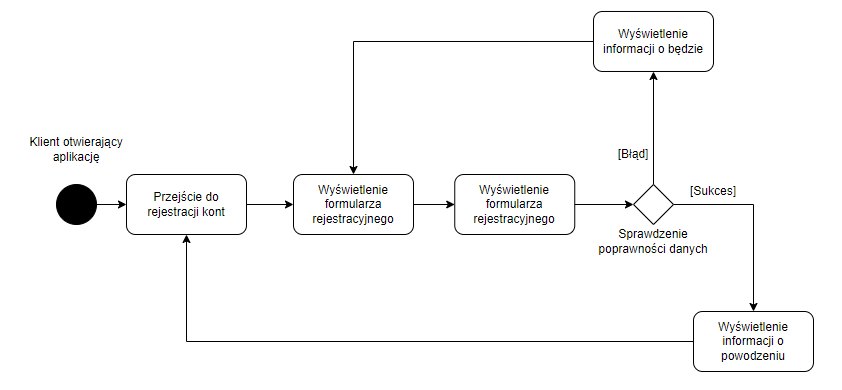 Wyświetlenie
informacji o będzie
Klient otwierający
aplikację
[Błąd]
[Sukces]
Przejście do
rejestracji kont
Wyświetlenie
formularza
rejestracyjnego
Wyświetlenie
formularza
rejestracyjnego
Sprawdzenie
poprawności danych
Wyświetlenie
informacji o
powodzeniu